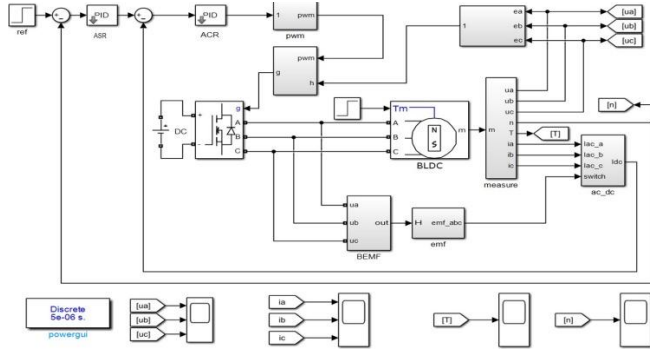 ref
PID
ASR
PID
ACR
1 pwm
pwm
pwm
g
h
1
ea
eb
ec
[ua]
[ub]
[uc]
[n]
DC
+
-
g
A
B
C
Tm
A
B
C
m
N
S
BLDC
m
ua
ub
uc
n
T
ia
ib
ic
measure
[T]
Iac_a
Iac_b
Iac_c
switch
Idc
ac_dc
ua
ub
uc
out
BEMF
H
emf_abc
emf
Discrete
5e-06 s.
powergui
[ua]
[ub]
[uc]
ia
ib
ic
[T]
[n]